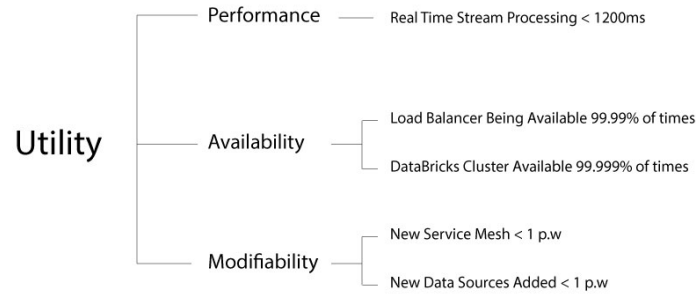 Performance
Real Time Stream Processing < 1200ms
Utility
Availability
Load Balancer Being Available 99.99% of times
DataBricks Cluster Available 99.999% of times
Modifiability
New Service Mesh < 1 p.w
New Data Sources Added < 1 p.w